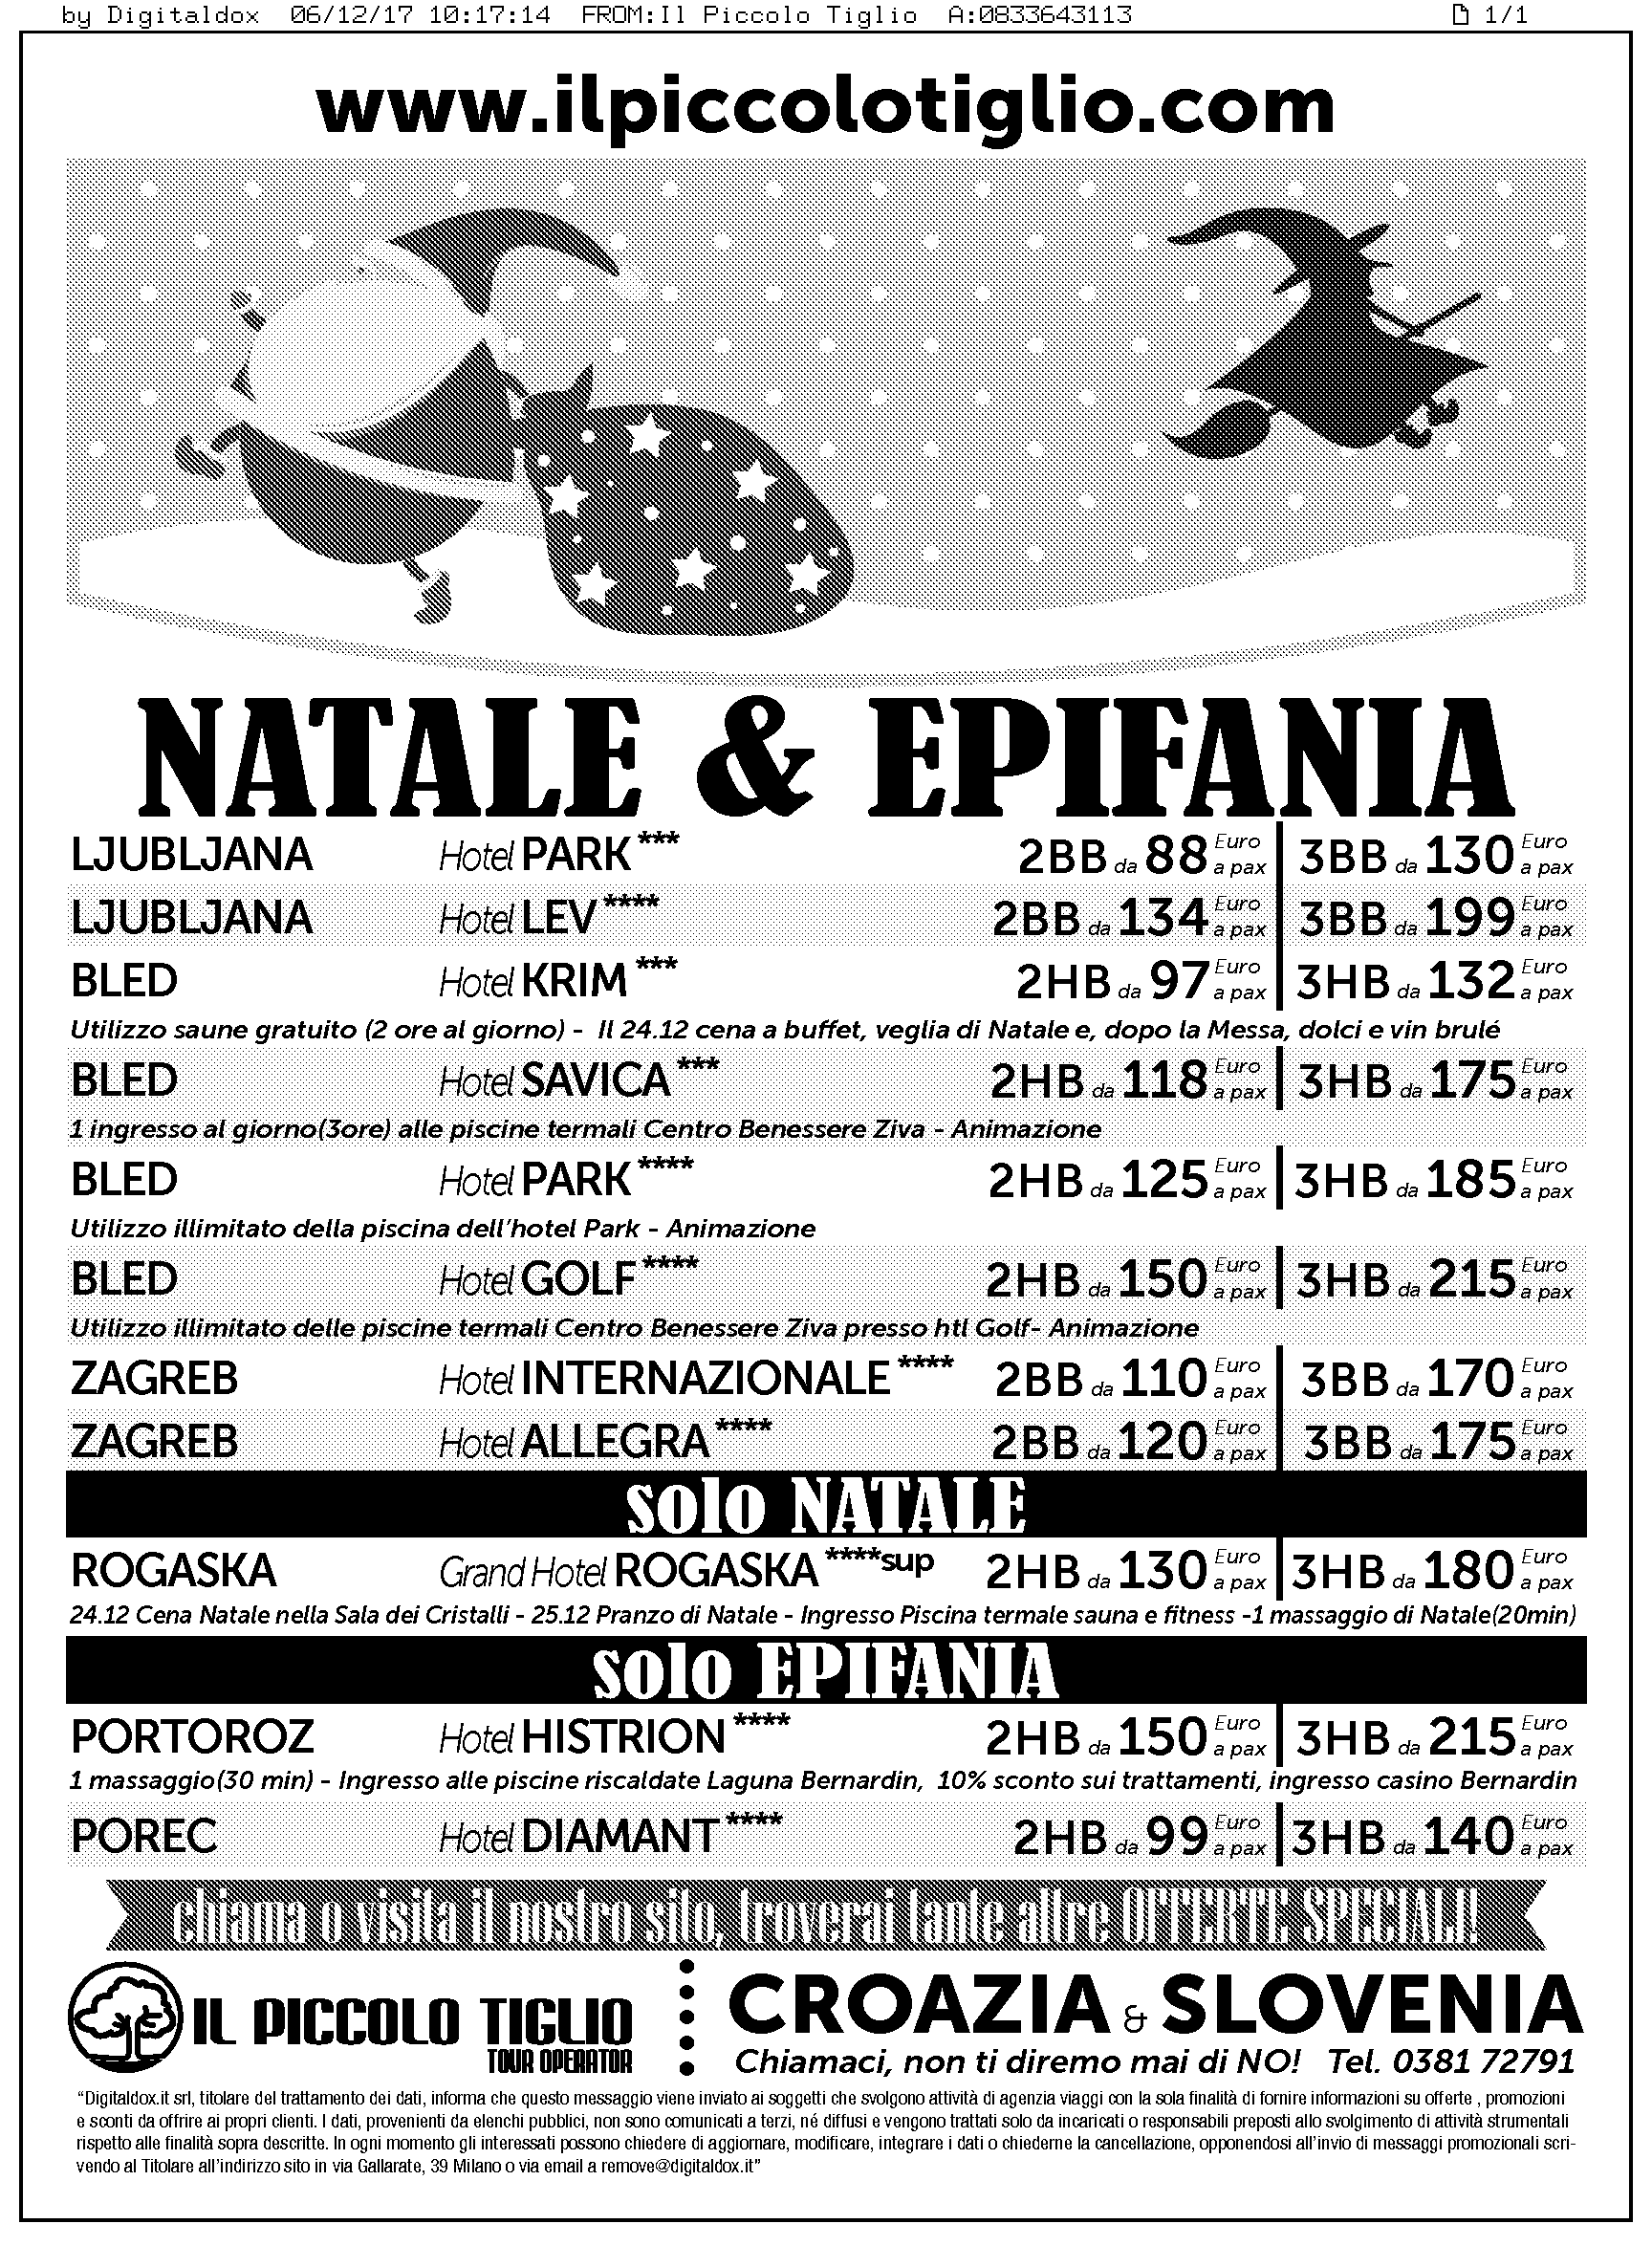 by Digitaldox 06/12/17 10:17:14 FROM:Il Piccolo Tiglio A:0833643113 1/1
www.ilpiccolotiglio.com
NATALE & EPIFANIA
LJUBLJANA Hotel PARK *** 2BB da 88 Euro a pax 3BB da 130 Euro a pax
LJUBLJANA Hotel LEV **** 2BB da 134 Euro a pax 3BB da 199 Euro a pax
BLED Hotel KRIM *** 2HB da 97 Euro a pax 3HB da 132 Euro a pax
Utilizzo saune gratuito (2 ore al giorno) - Il 24.12 cena a buffet, veglia di Natale e, dopo la Messa, dolci e vin brulé
BLED Hotel SAVICA *** 2HB da 118 Euro a pax 3HB da 175 Euro a pax
1 ingresso al giorno(3ore) alle piscine termali Centro Benessere Ziva - Animazione
BLED Hotel PARK **** 2HB da 125 Euro a pax 3HB da 185 Euro a pax
Utilizzo illimitato della piscina dell'hotel Park - Animazione
BLED Hotel GOLF **** 2HB da 150 Euro a pax 3HB da 215 Euro a pax
Utilizzo illimitato delle piscine termali Centro Benessere Ziva presso htl Golf- Animazione
ZAGREB Hotel INTERNAZIONALE **** 2BB da 110 Euro a pax 3BB da 170 Euro a pax
ZAGREB Hotel ALLEGRA **** 2BB da 120 Euro a pax 3BB da 175 Euro a pax
solo NATALE
ROGASKA Grand Hotel ROGASKA ****sup 2HB da 130 Euro a pax 3HB da 180 Euro a pax
24.12 Cena Natale nella Sala dei Cristalli - 25.12 Pranzo di Natale - Ingresso Piscina termale sauna e fitness -1 massaggio di Natale(20min)
solo EPIFANIA
PORTOROZ Hotel HISTRION **** 2HB da 150 Euro a pax 3HB da 215 Euro a pax
1 massaggio(30 min) - Ingresso alle piscine riscaldate Laguna Bernardin, 10% sconto sui trattamenti, ingresso casino Bernardin
POREC Hotel DIAMANT **** 2HB da 99 Euro a pax 3HB da 140 Euro a pax
chiama o visita il nostro sito, troverai tante altre OFFERTE SPECIALI!
IL PICCOLO TIGLIO
TOUR OPERATOR
CROAZIA & SLOVENIA
Chiamaci, non ti diremo mai di NO! Tel. 0381 72791
“Digitaldox.it srl, titolare del trattamento dei dati, informa che questo messaggio viene inviato ai soggetti che svolgono attività di agenzia viaggi con la sola finalità di fornire informazioni su offerte , promozioni
e sconti da offrire ai propri clienti. I dati, provenienti da elenchi pubblici, non sono comunicati a terzi, né diffusi e vengono trattati solo da incaricati o responsabili preposti allo svolgimento di attività strumentali
rispetto alle finalità sopra descritte. In ogni momento gli interessati possono chiedere di aggiornare, modificare, integrare i dati o chiederne la cancellazione, opponendosi all'invio di messaggi promozionali scri-
vendo al Titolare all'indirizzo sito in via Gallarate, 39 Milano o via email a remove@digitaldox.it”